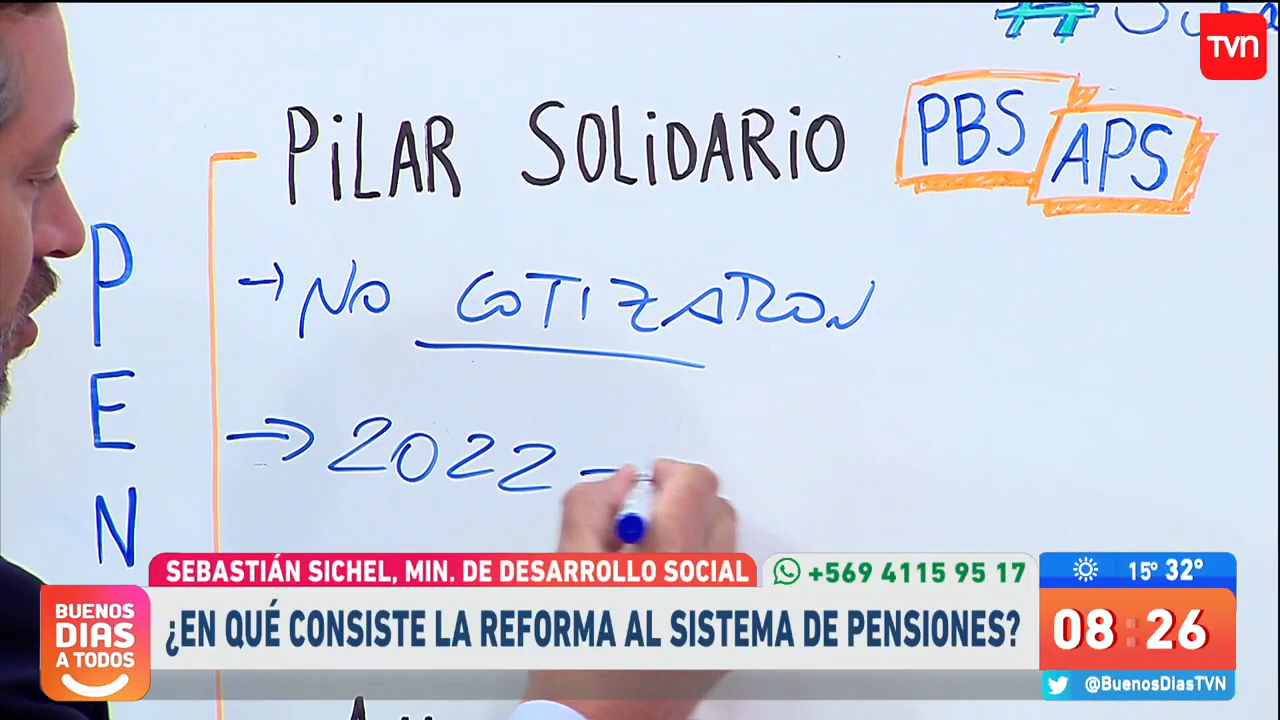 TVN
PiLAR SOLiDARiO
PBS
APS
→ NO COTIZARON
→ 2022 -
P
E
N
SEBASTIÁN SICHEL, MIN. DE DESARROLLO SOCIAL
+569 4115 95 17
15° 32°
BUENOS
DIAS
A TODOS
¿EN QUÉ CONSISTE LA REFORMA AL SISTEMA DE PENSIONES?
08:26
@BuenosDiasTVN